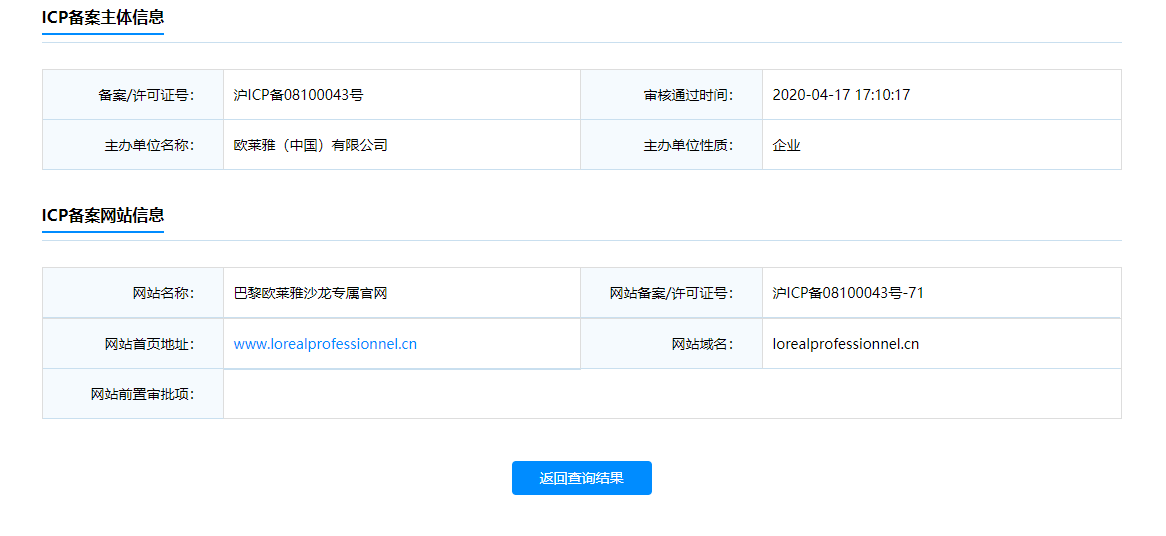 ICP备案主体信息
备案/许可证号： 沪ICP备08100043号 审核通过时间： 2020-04-17 17:10:17
主办单位名称： 欧莱雅（中国）有限公司 主办单位性质： 企业
ICP备案网站信息
网站名称： 巴黎欧莱雅沙龙专属官网 网站备案/许可证号： 沪ICP备08100043号-71
网站首页地址： www.lorealprofessionnel.cn 网站域名： lorealprofessionnel.cn
网站前置审批项：
返回查询结果